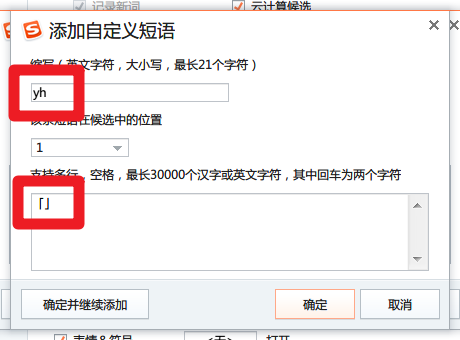 记录新词 云计算候选
添加自定义短语
缩写（英文字符，大小写，最长21个字符）
yh
该条短语在候选中的位置
1
支持多行，空格，最长30000个汉字或英文字符，其中回车为两个字符
「」
确定并继续添加 确定 取消
表情&符号 <无> 打开